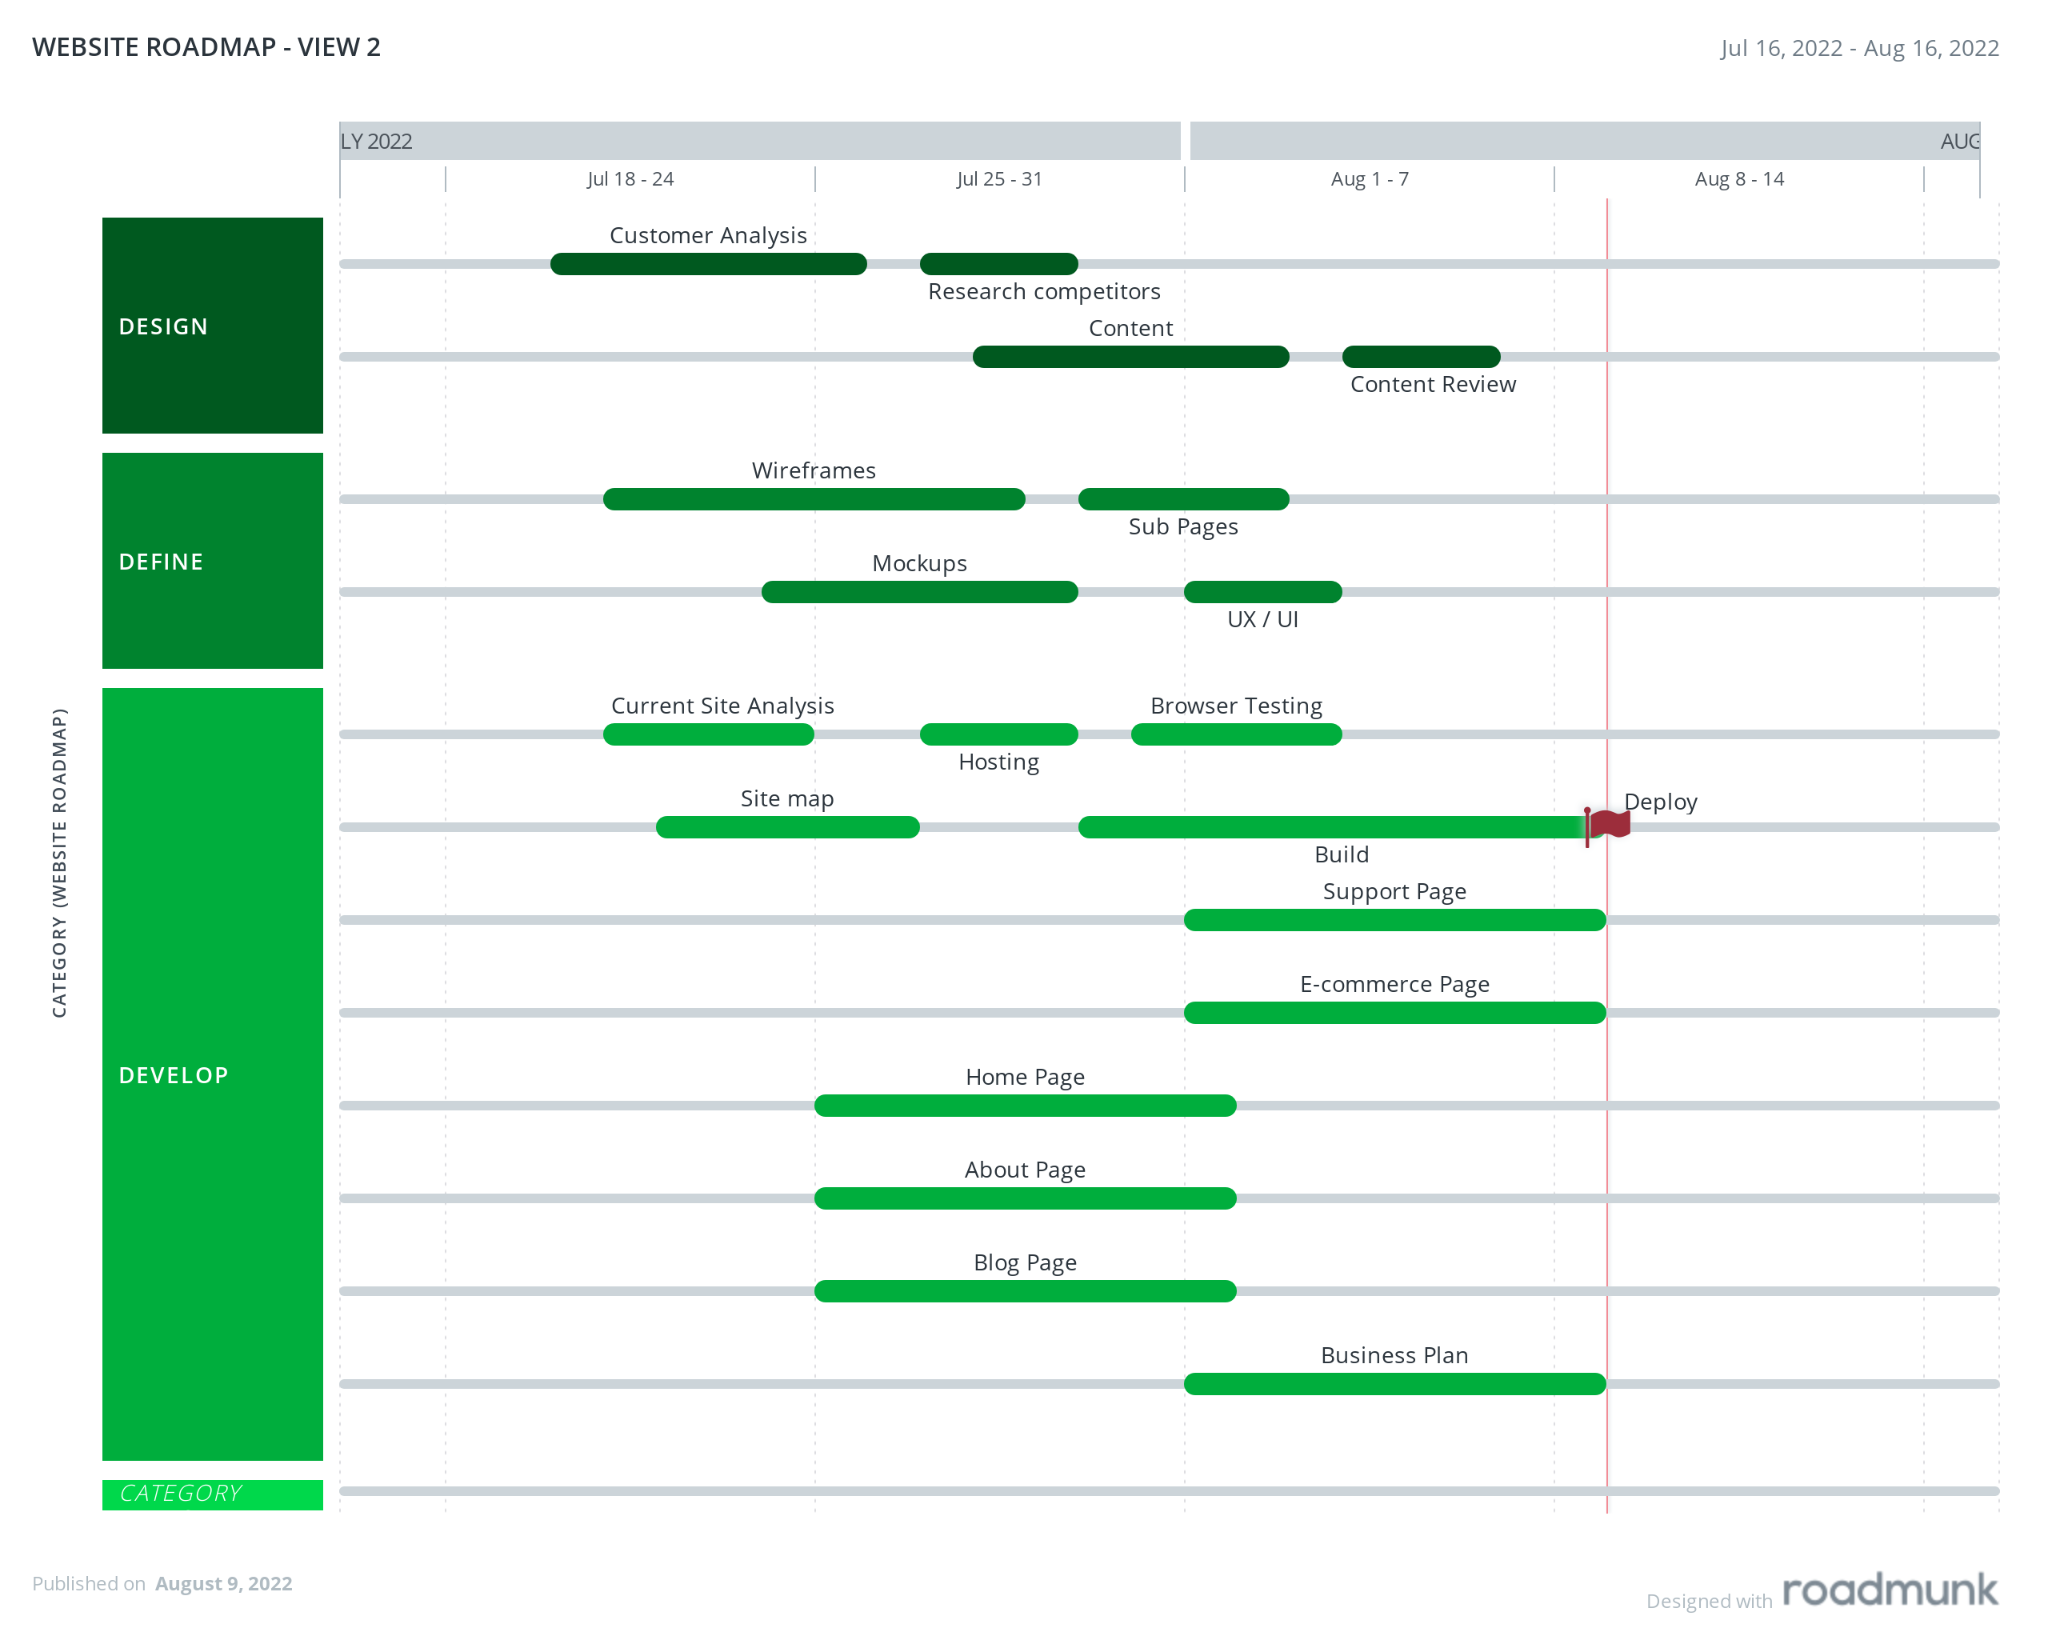 WEBSITE ROADMAP - VIEW 2
Jul 16, 2022 - Aug 16, 2022
LY 2022
AUG
Jul 18 - 24
Jul 25 - 31
Aug 1 - 7
Aug 8 - 14
CATEGORY (WEBSITE ROADMAP)
DESIGN
Customer Analysis
Research competitors
Content
Content Review
DEFINE
Wireframes
Sub Pages
Mockups
UX / UI
DEVELOP
Current Site Analysis
Browser Testing
Hosting
Site map
Deploy
Build
Support Page
E-commerce Page
Home Page
About Page
Blog Page
Business Plan
CATEGORY
Published on August 9, 2022
Designed with roadmunk